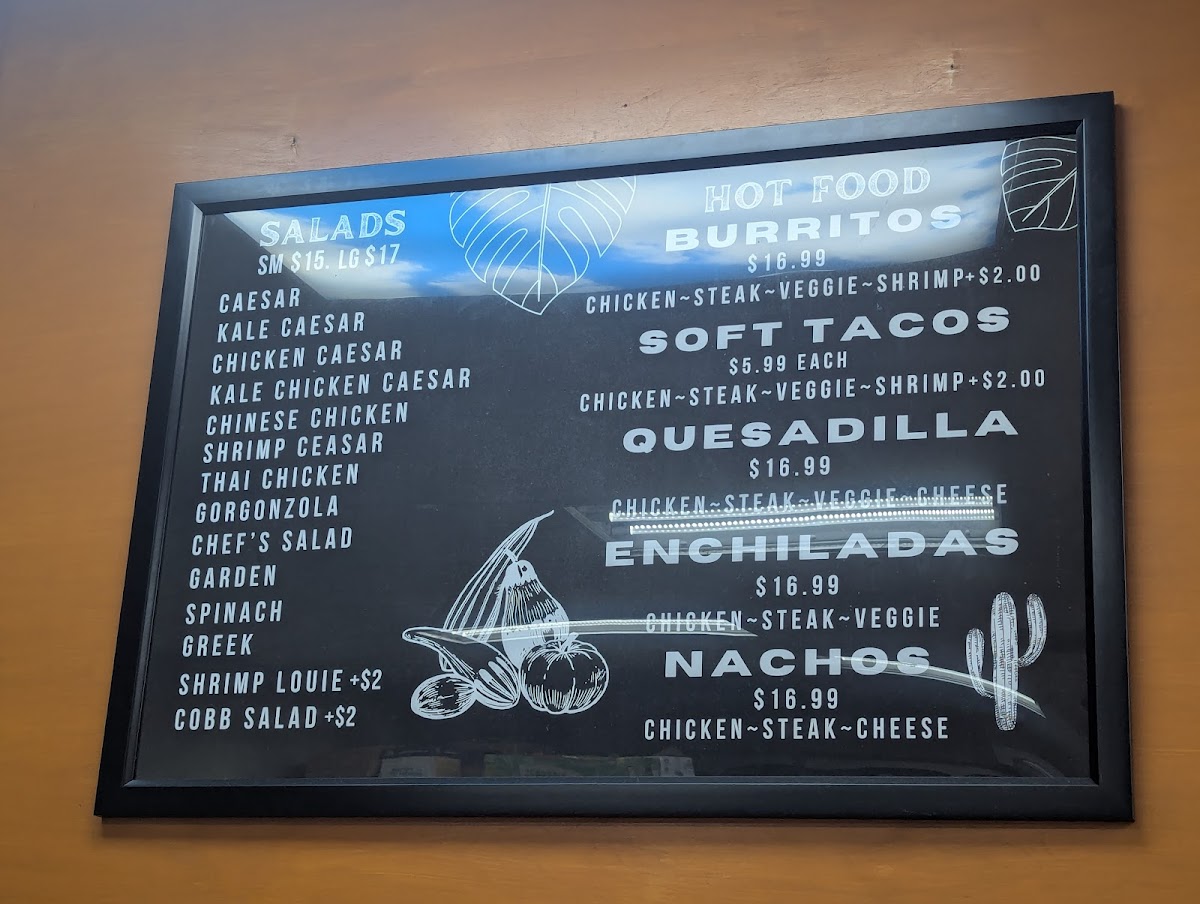 SALADS
SM $15. LG $17
CAESAR
KALE CAESAR
CHICKEN CAESAR
KALE CHICKEN CAESAR
CHINESE CHICKEN
SHRIMP CEASAR
THAI CHICKEN
GORGONZOLA
CHEF'S SALAD
GARDEN
SPINACH
GREEK
SHRIMP LOUIE +$2
COBB SALAD +$2
HOT FOOD
BURRITOS
$16.99
CHICKEN~STEAK~VEGGIE~SHRIMP+$2.00
SOFT TACOS
$5.99 EACH
CHICKEN~STEAK~VEGGIE~SHRIMP+$2.00
QUESADILLA
$16.99
CHICKEN~STEAK~VEGGIE~CHEESE
ENCHILADAS
$16.99
CHICKEN~STEAK~VEGGIE
NACHOS
$16.99
CHICKEN~STEAK~CHEESE